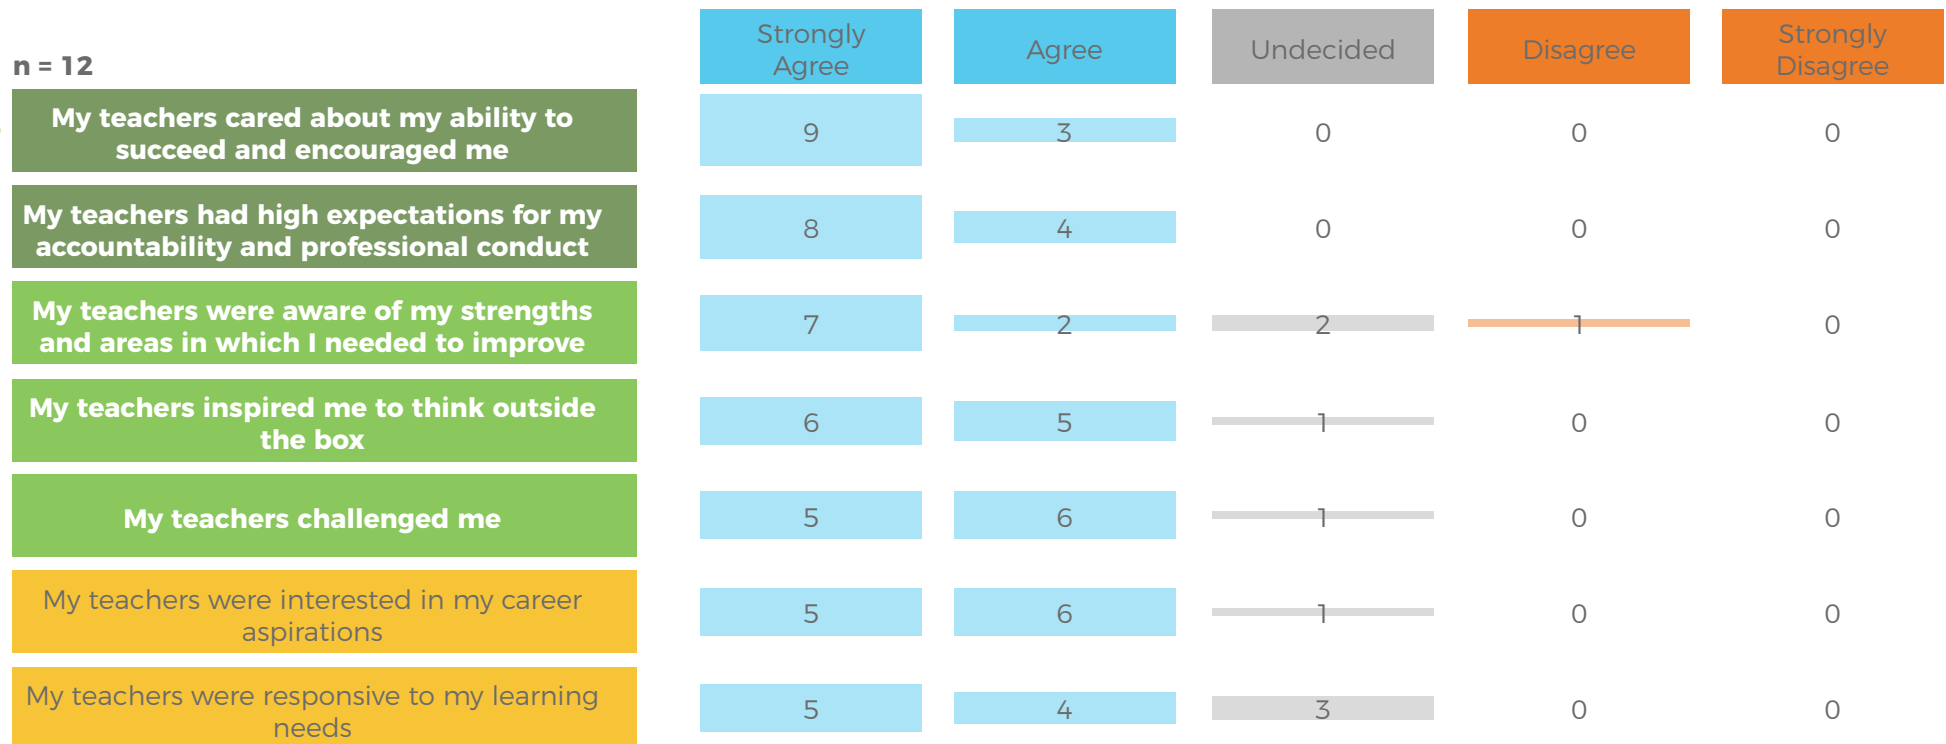 Strongly
Agree
Agree
Undecided
Disagree
Strongly
Disagree
n = 12
My teachers cared about my ability to
succeed and encouraged me
9
3
0
0
0
My teachers had high expectations for my
accountability and professional conduct
8
4
0
0
0
My teachers were aware of my strengths
and areas in which I needed to improve
7
2
2
1
0
My teachers inspired me to think outside
the box
6
5
1
0
0
My teachers challenged me
5
6
1
0
0
My teachers were interested in my career
aspirations
5
6
1
0
0
My teachers were responsive to my learning
needs
5
4
3
0
0